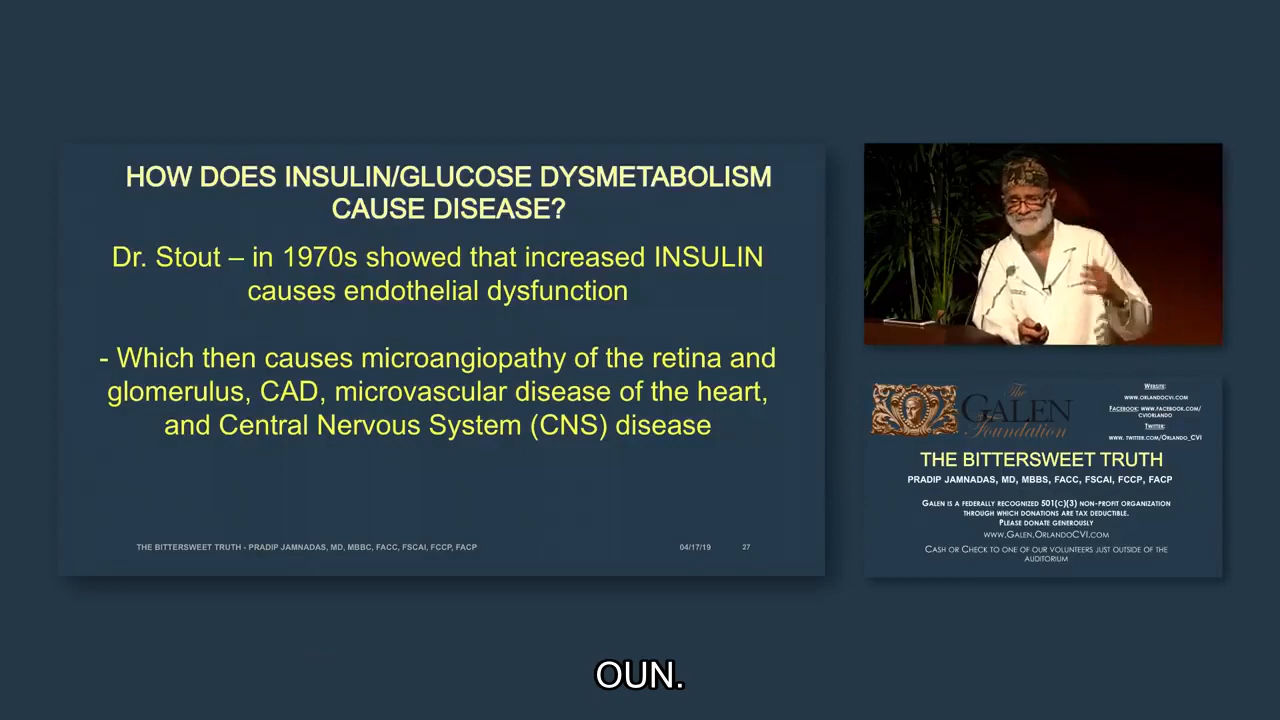 HOW DOES INSULIN/GLUCOSE DYSMETABOLISM
CAUSE DISEASE?
Dr. Stout – in 1970s showed that increased INSULIN
causes endothelial dysfunction
- Which then causes microangiopathy of the retina and
glomerulus, CAD, microvascular disease of the heart,
and Central Nervous System (CNS) disease
THE BITTERSWEET TRUTH - PRADIP JAMNADAS, MD, MBBC, FACC, FSCAI, FCCP, FACP
04/17/19
27
The
GALEN
Foundation
WEBSITE:
WWW.ORLANDOCVI.COM
FACEBOOK: WWW.FACEBOOK.COM/
CVIORLANDO
TWITTER:
WWW. TWITTER.COM/ORLANDO_CVI
THE BITTERSWEET TRUTH
PRADIP JAMNADAS, MD, MBBS, FACC, FSCAI, FCCP, FACP
GALEN IS A FEDERALLY RECOGNIZED 501(C)(3) NON-PROFIT ORGANIZATION
THROUGH WHICH DONATIONS ARE TAX DEDUCTIBLE.
PLEASE DONATE GENEROUSLY
WWW.GALEN.ORLANDOCVI.COM
CASH OR CHECK TO ONE OF OUR VOLUNTEERS JUST OUTSIDE OF THE
AUDITORIUM
OUN.